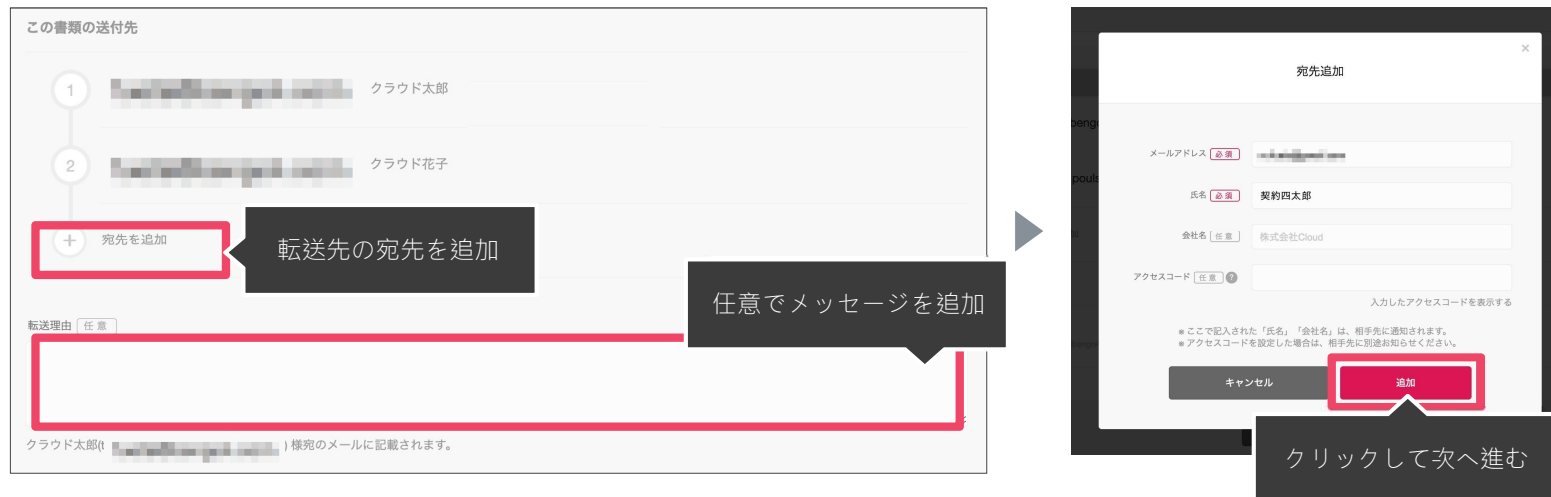 この書類の送付先
1
クラウド太郎
2
クラウド花子
+ 宛先を追加
転送先の宛先を追加
任意でメッセージを追加
転送理由 任意
クラウド太郎(t
) 様宛のメールに記載されます。
×
宛先追加
メールアドレス 必須
氏名 必須 契約四太郎
会社名 任意 株式会社Cloud
アクセスコード 任意 ?
入力したアクセスコードを表示する
※ここで記入された「氏名」「会社名」は、相手先に通知されます。
※アクセスコードを設定した場合は、相手先に別途お知らせください。
キャンセル
追加
クリックして次へ進む